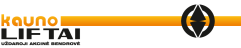 kauno
LIFTAI
UŽDAROJI AKCINĖ BENDROVĖ